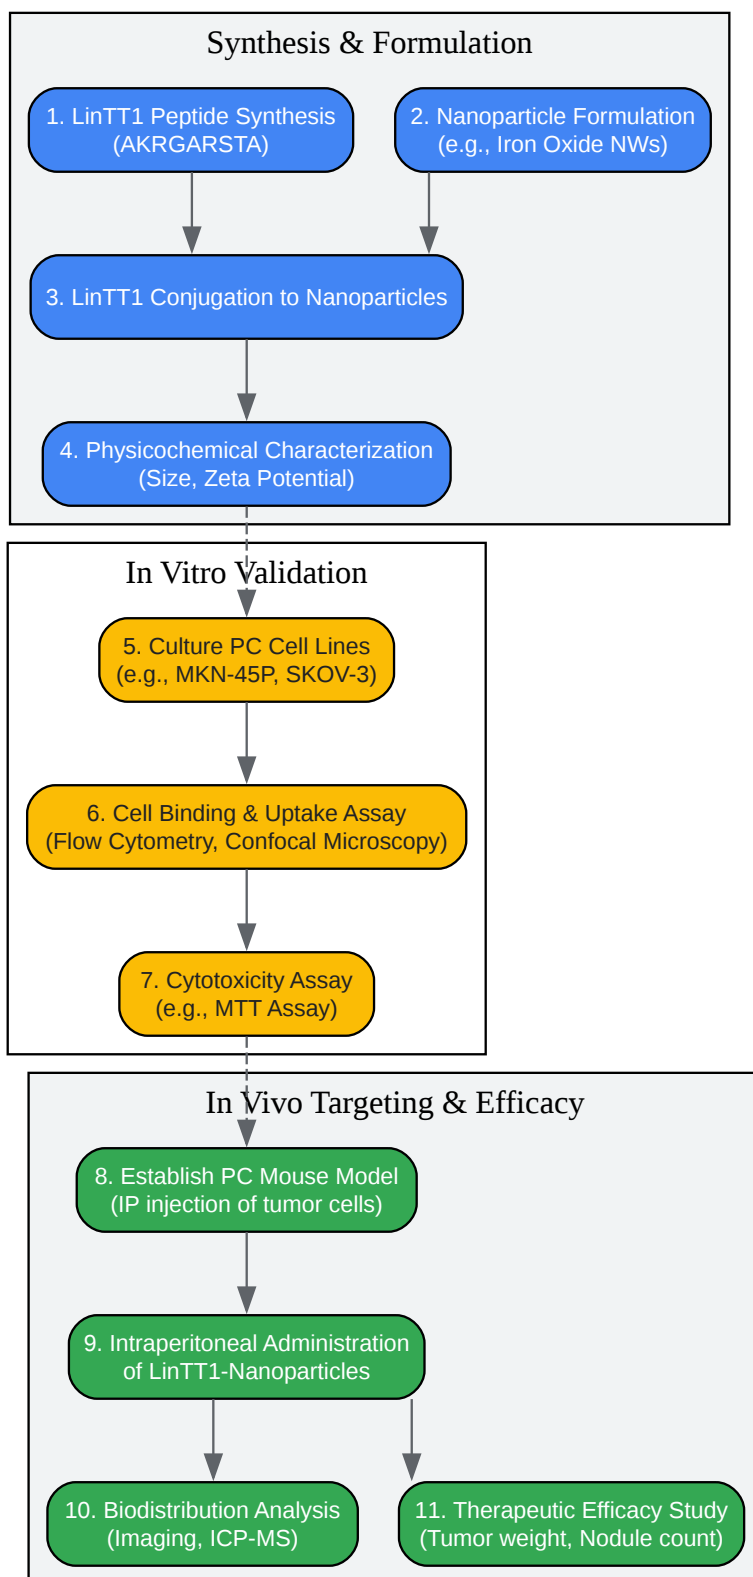 Synthesis & Formulation
1. LinTT1 Peptide Synthesis
(AKRGARSTA)
2. Nanoparticle Formulation
(e.g., Iron Oxide NWs)
3. LinTT1 Conjugation to Nanoparticles
4. Physicochemical Characterization
(Size, Zeta Potential)
In Vitro Validation
5. Culture PC Cell Lines
(e.g., MKN-45P, SKOV-3)
6. Cell Binding & Uptake Assay
(Flow Cytometry, Confocal Microscopy)
7. Cytotoxicity Assay
(e.g., MTT Assay)
In Vivo Targeting & Efficacy
8. Establish PC Mouse Model
(IP injection of tumor cells)
9. Intraperitoneal Administration
of LinTT1-Nanoparticles
10. Biodistribution Analysis
(Imaging, ICP-MS)
11. Therapeutic Efficacy Study
(Tumor weight, Nodule count)